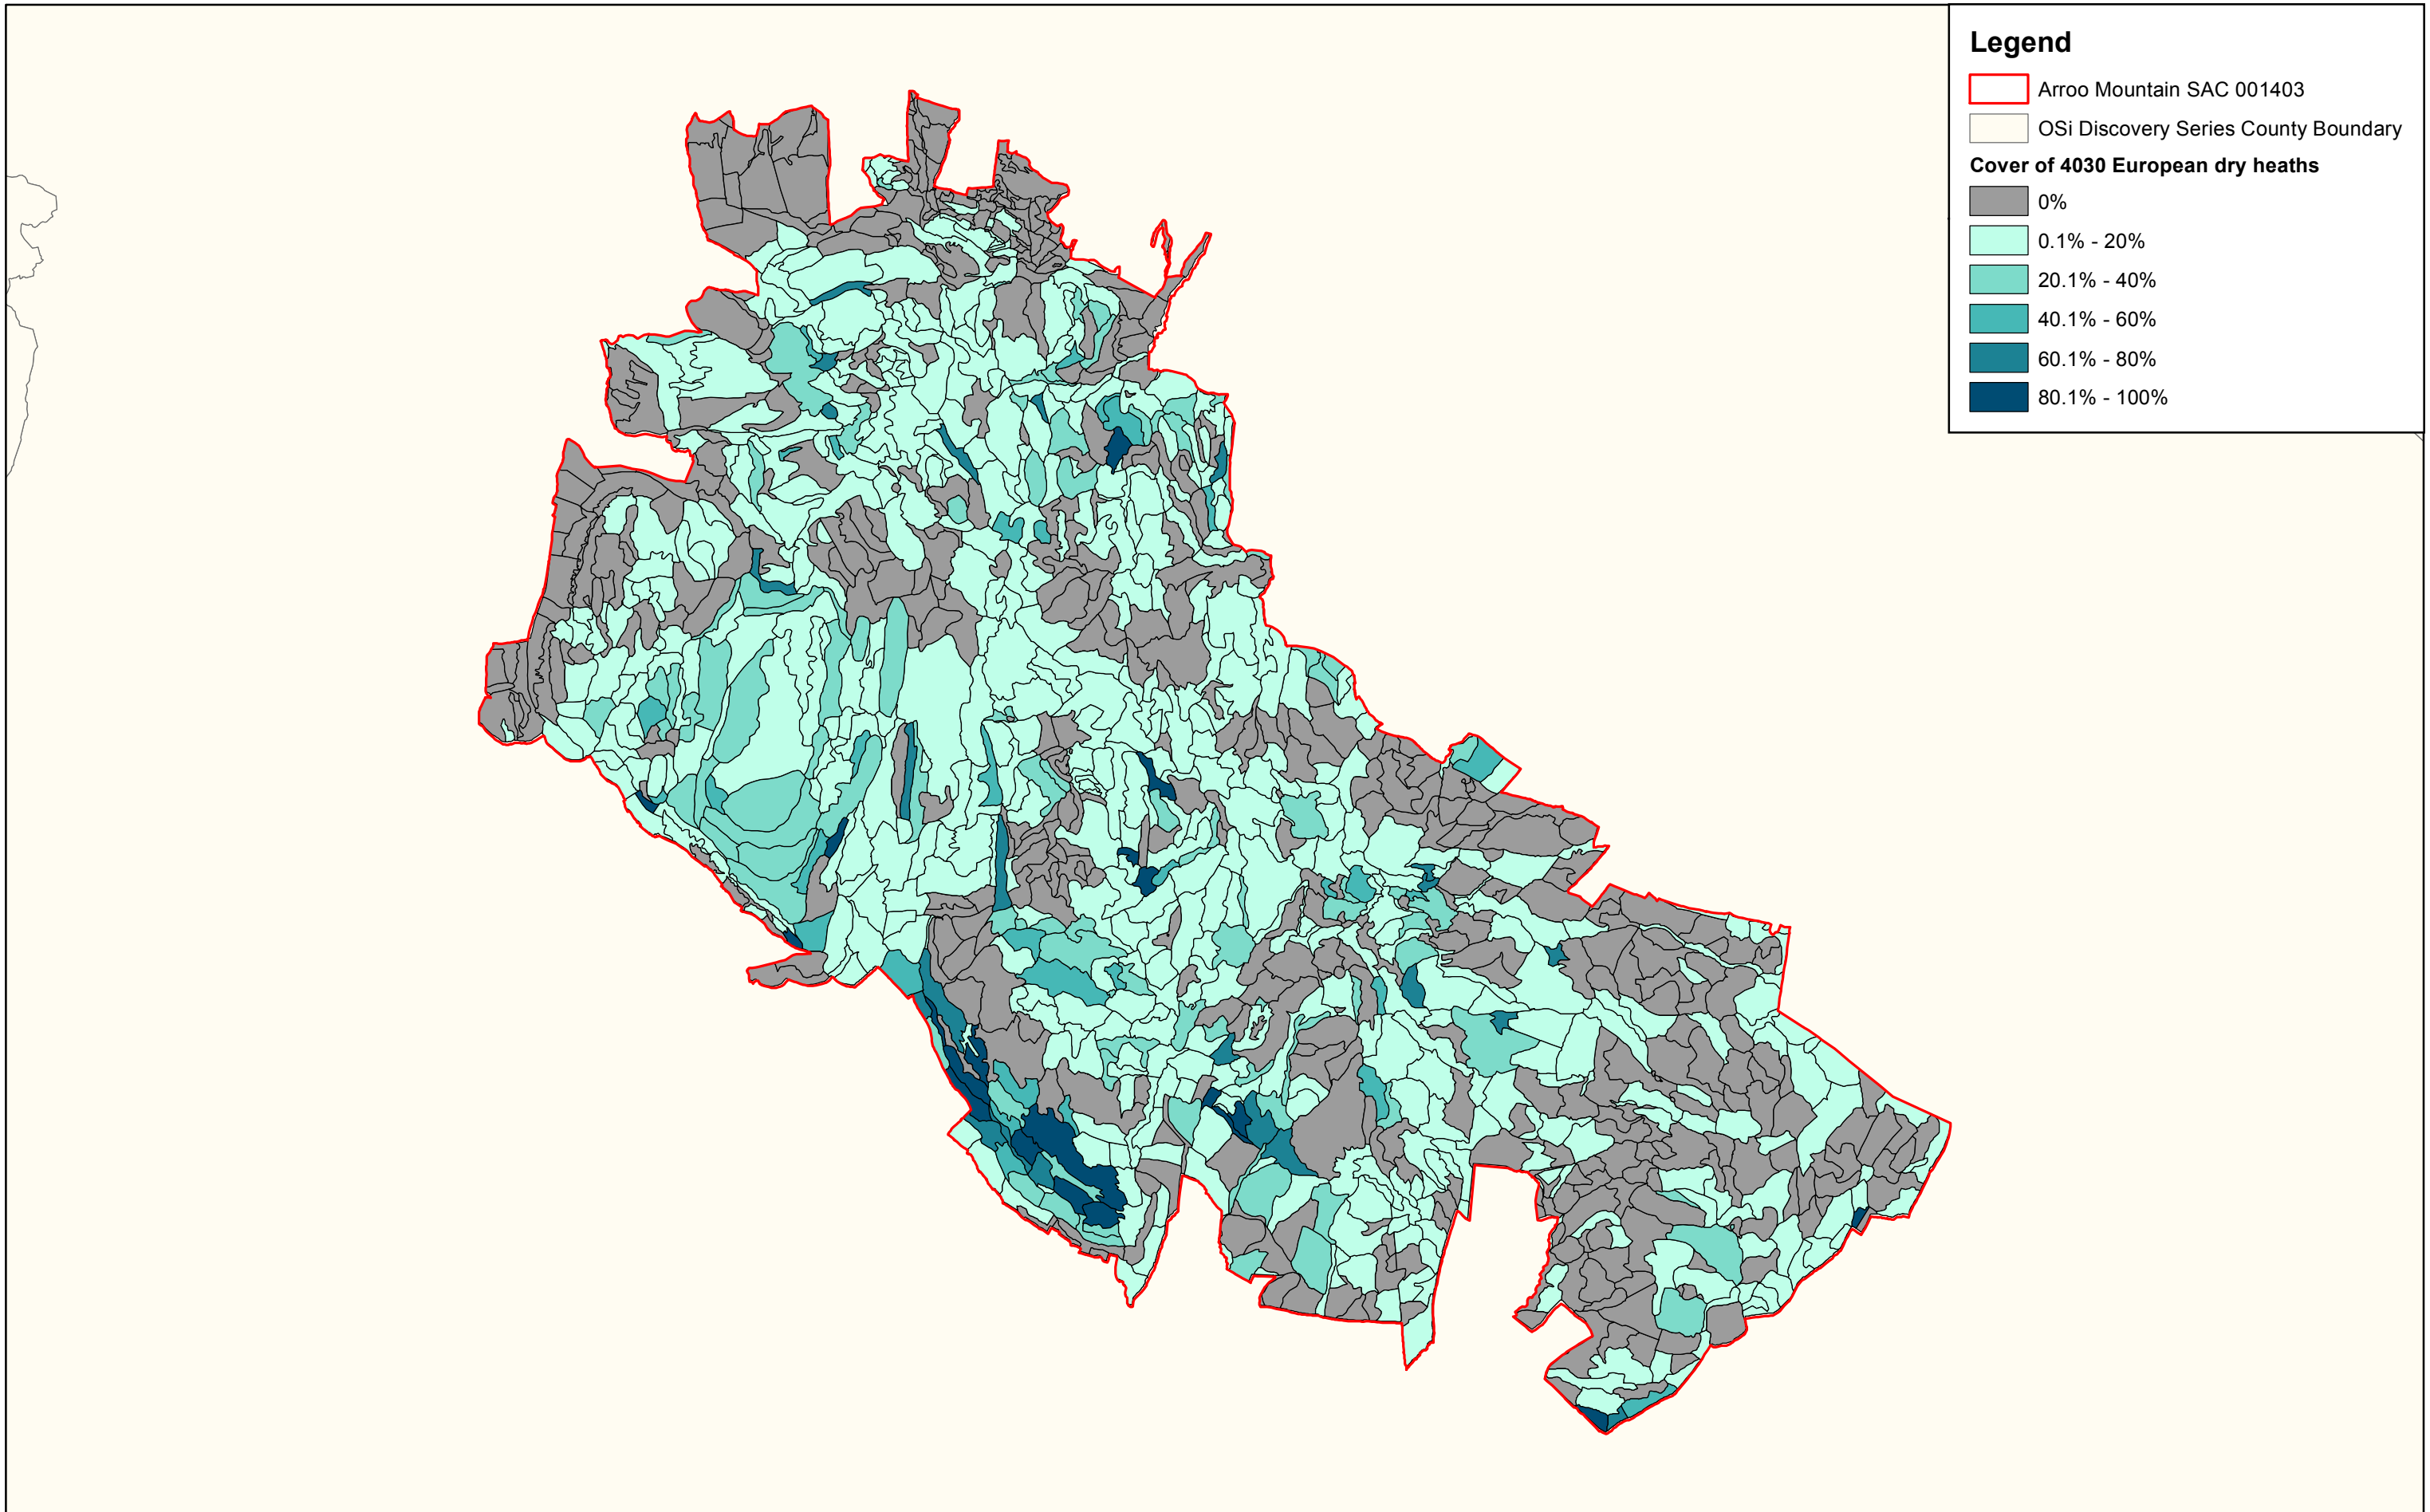 Legend
Arroo Mountain SAC 001403
OSi Discovery Series County Boundary
Cover of 4030 European dry heaths
0%
0.1% - 20%
20.1% - 40%
40.1% - 60%
60.1% - 80%
80.1% - 100%